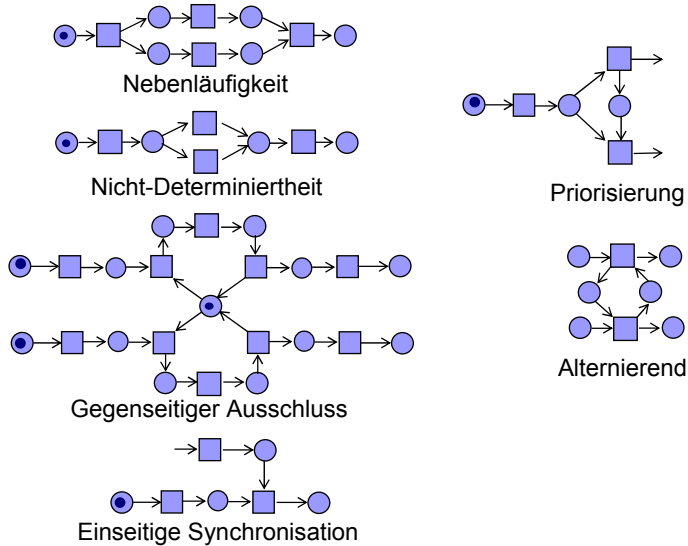 Nebenläufigkeit
Nicht-Determiniertheit
Gegenseitiger Ausschluss
Einseitige Synchronisation
Priorisierung
Alternierend